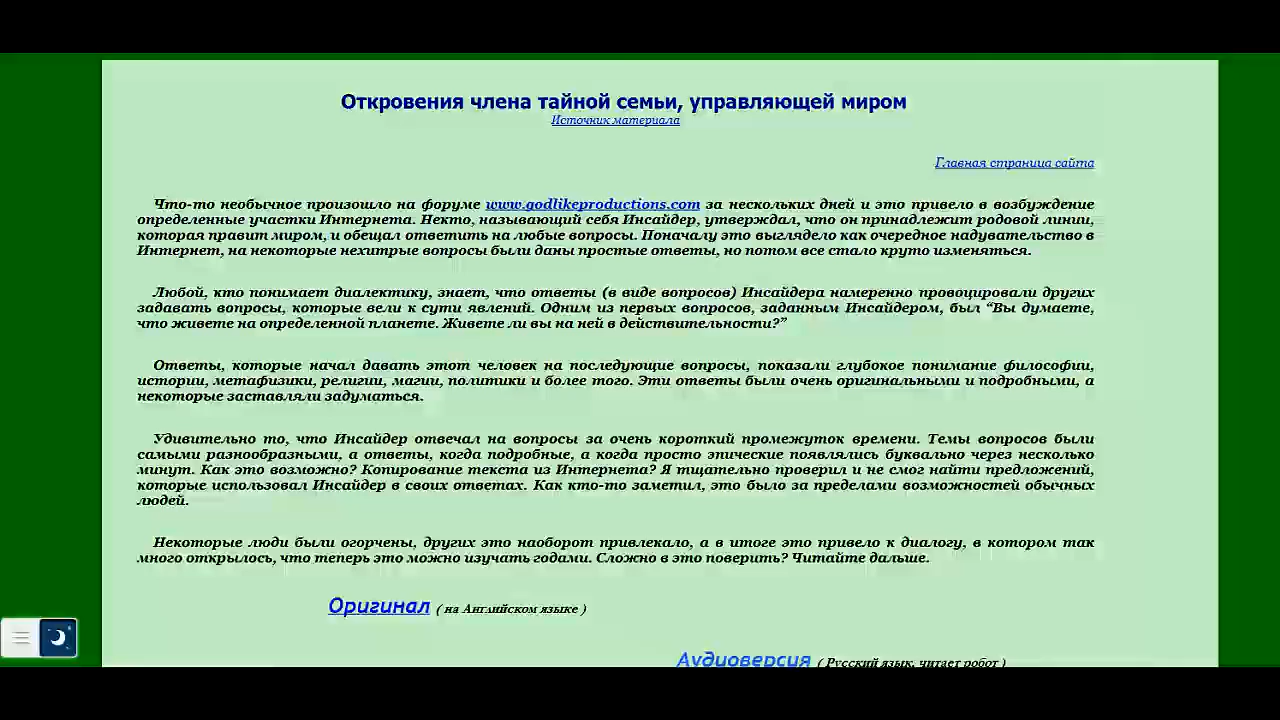 Откровения члена тайной семьи, управляющей миром
Источник материала
Главная страница сайта
Что-то необычное произошло на форуме www.godlikeproductions.com за нескольких дней и это привело в возбуждение
определенные участки Интернета. Некто, называющий себя Инсайдер, утверждал, что он принадлежит родовой линии,
которая правит миром, и обещал ответить на любые вопросы. Поначалу это выглядело как очередное надувательство в
Интернет, на некоторые нехитрые вопросы были даны простые ответы, но потом все стало круто изменяться.
Любой, кто понимает диалектику, знает, что ответы (в виде вопросов) Инсайдера намеренно провоцировали других
задавать вопросы, которые вели к сути явлений. Одним из первых вопросов, заданным Инсайдером, был “Вы думаете,
что живете на определенной планете. Живете ли вы на ней в действительности?”
Ответы, которые начал давать этот человек на последующие вопросы, показали глубокое понимание философии,
истории, метафизики, религии, магии, политики и более того. Эти ответы были очень оригинальными и подробными, а
некоторые заставляли задуматься.
Удивительно то, что Инсайдер отвечал на вопросы за очень короткий промежуток времени. Темы вопросов были
самыми разнообразными, а ответы, когда подробные, а когда просто эпические появлялись буквально через несколько
минут. Как это возможно? Копирование текста из Интернета? Я тщательно проверил и не смог найти предложений,
которые использовал Инсайдер в своих ответах. Как кто-то заметил, это было за пределами возможностей обычных
людей.
Некоторые люди были огорчены, других это наоборот привлекало, а в итоге это привело к диалогу, в котором так
много открылось, что теперь это можно изучать годами. Сложно в это поверить? Читайте дальше.
Оригинал ( на Английском языке )
Аудиоверсия ( Русский язык, читает робот )